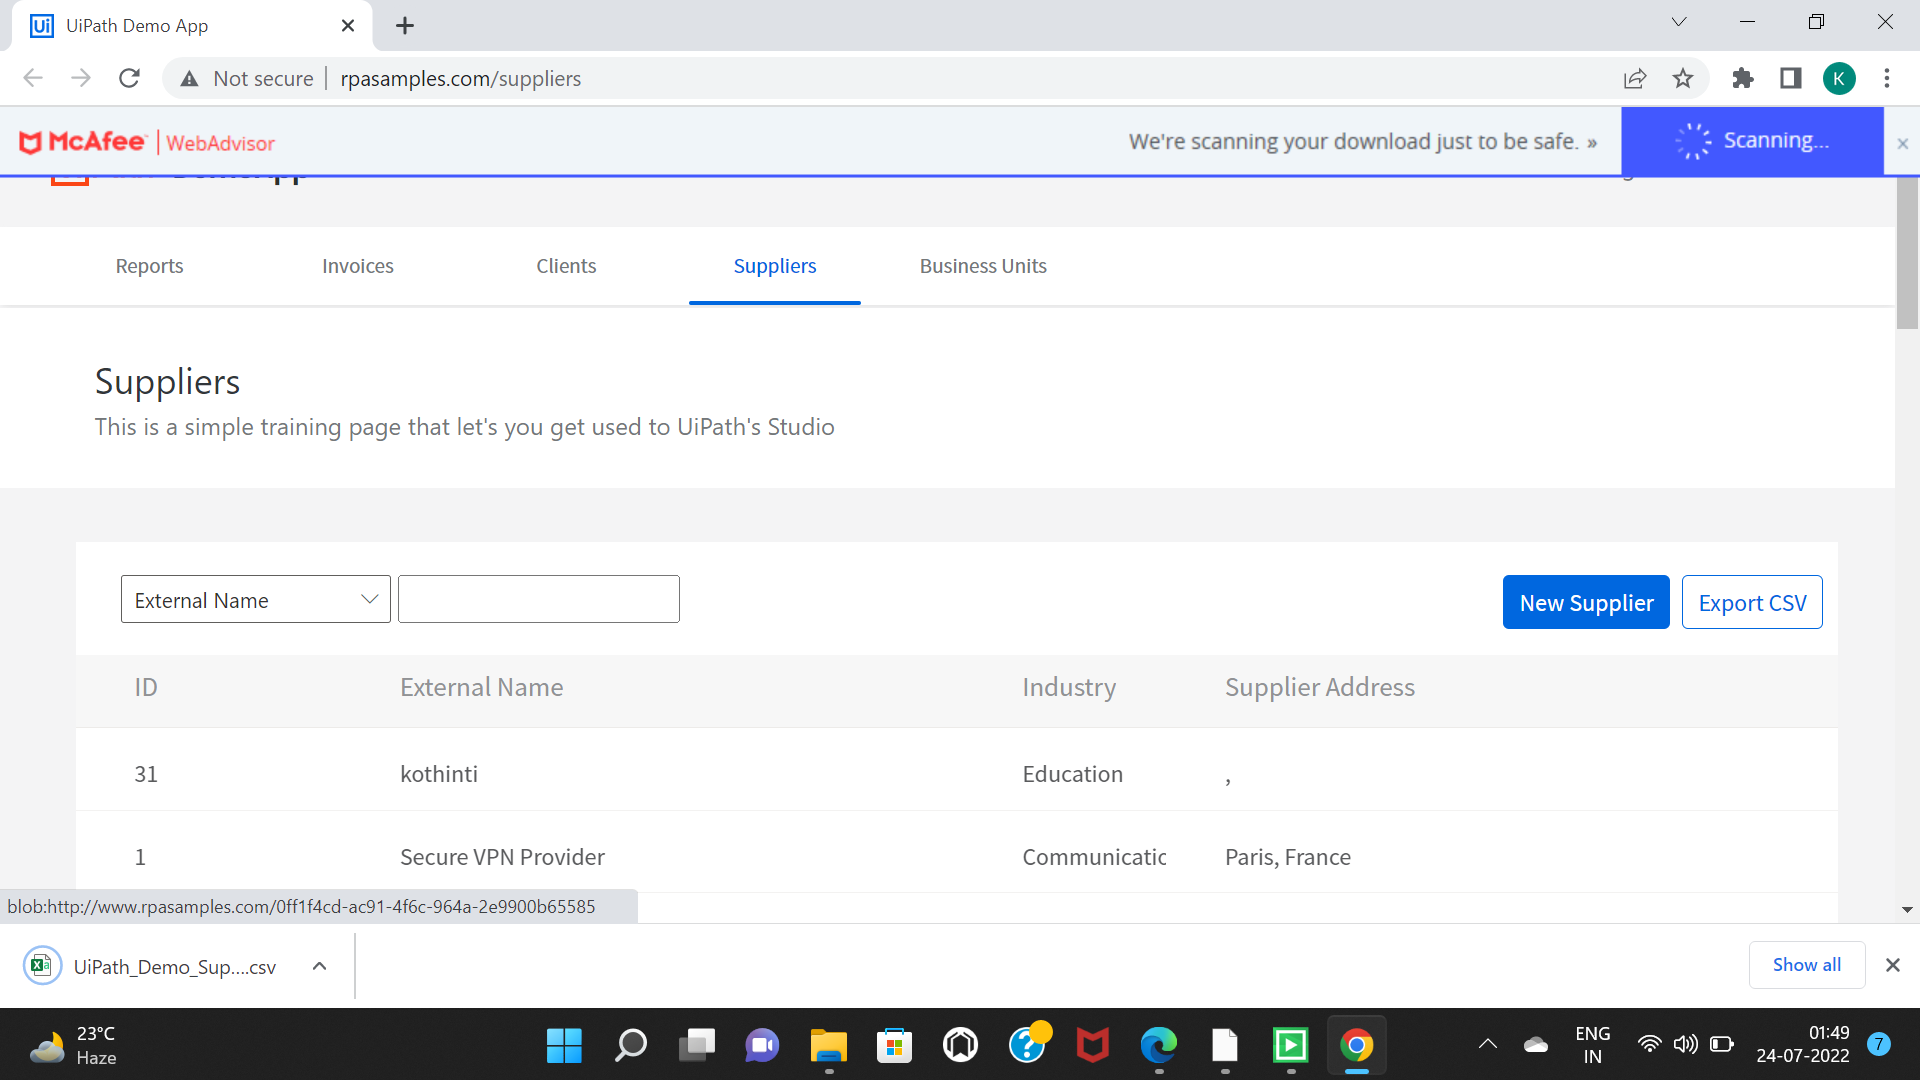 UiPath Demo App
Not secure | rpasamples.com/suppliers
K
McAfee | WebAdvisor
We're scanning your download just to be safe. »
Scanning...
Reports
Invoices
Clients
Suppliers
Business Units
Suppliers
This is a simple training page that let's you get used to UiPath's Studio
External Name
New Supplier
Export CSV
ID External Name Industry Supplier Address
31 kothinti Education ,
1 Secure VPN Provider Communicatic Paris, France
blob:http://www.rpasamples.com/0ff1f4cd-ac91-4f6c-964a-2e9900b65585
UiPath_Demo_Sup....csv
Show all
23°C
Haze
ENG
IN
01:49
24-07-2022
7